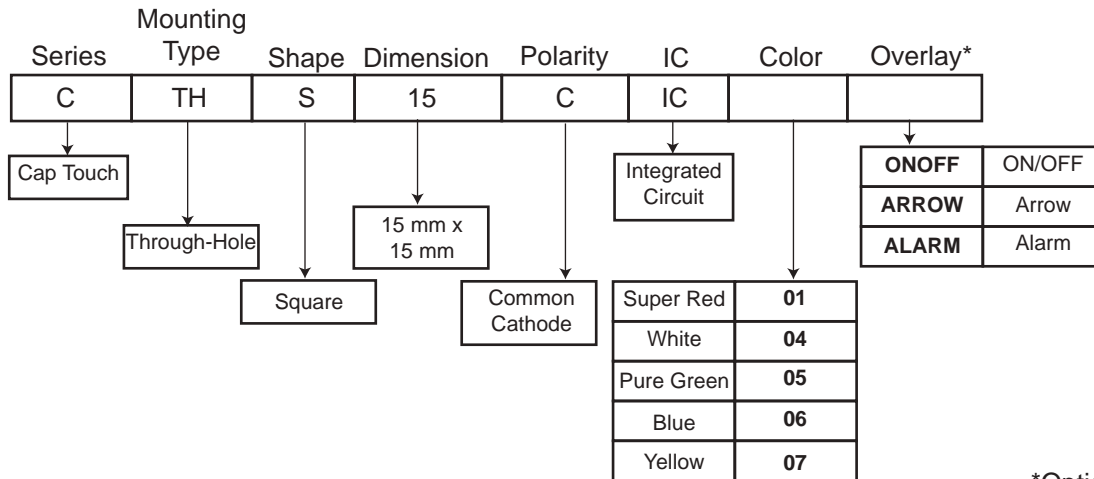 Mounting
Series Type Shape Dimension Polarity IC Color Overlay*
C TH S 15 C IC
Cap Touch
Through-Hole
Square
15 mm x
15 mm
Common
Cathode
Integrated
Circuit
Super Red 01
White 04
Pure Green 05
Blue 06
Yellow 07
ONOFF ON/OFF
ARROW Arrow
ALARM Alarm